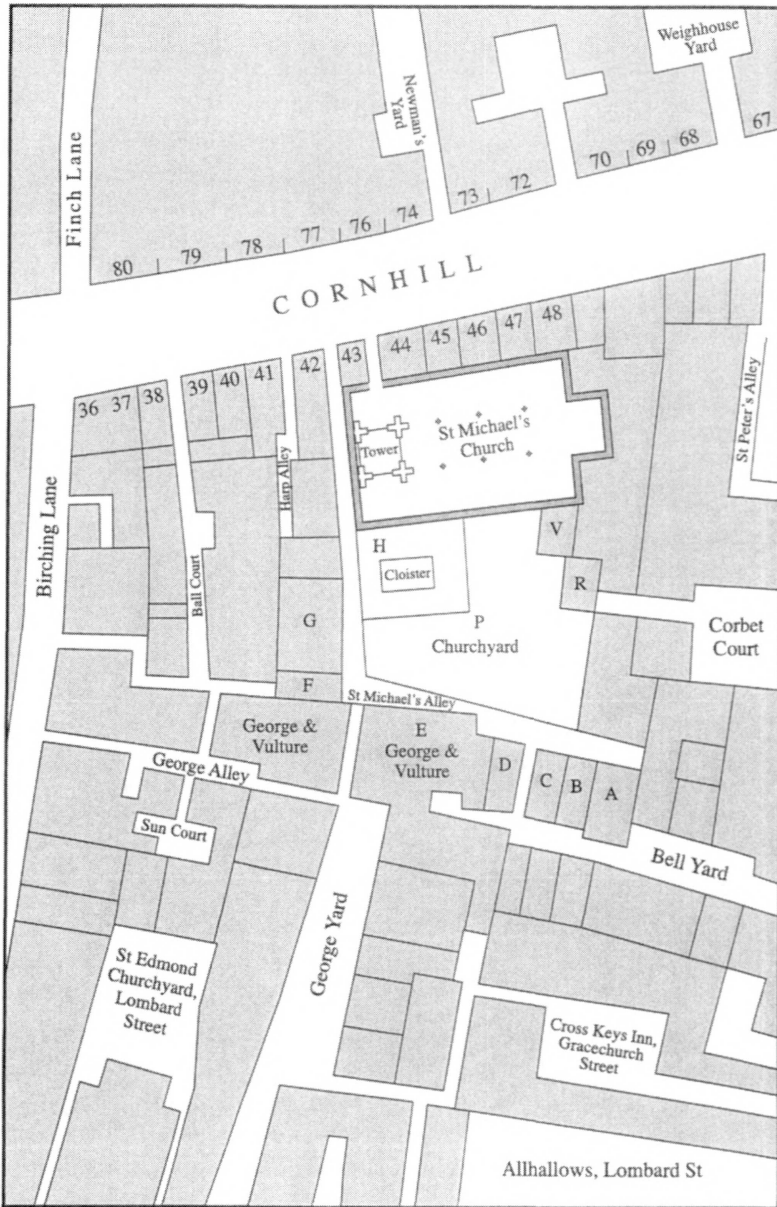 Weighhouse
Yard
Newman's
Yard
Finch Lane
67
68
69
70
72
73
74
76
77
78
79
80
CORNHILL
36
37
38
39
40
41
42
43
44
45
46
47
48
St Peter's Alley
St Michael's
Church
Tower
Harp Alley
Birching Lane
Ball Court
V
H
Cloister
R
P
Churchyard
Corbet
Court
G
F
St Michael's Alley
George &
Vulture
E
George &
Vulture
D
C
B
A
George Alley
Sun Court
Bell Yard
George Yard
St Edmond
Churchyard,
Lombard
Street
Cross Keys Inn,
Gracechurch
Street
Allhallows, Lombard St